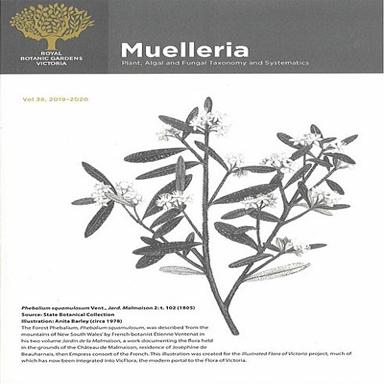 ROYAL
BOTANIC GARDENS
VICTORIA
Muelleria
Plant, Algal and Fungal Taxonomy and Systematics
Vol 38, 2019–2020
Phebalium squamulosum Vent., Jard. Malmaison 2: t. 102 (1805)
Source: State Botanical Collection
Illustration: Anita Barley (circa 1978)
The Forest Phebalium, Phebalium squamulosum, was described 'from the
mountains of New South Wales' by French botanist Étienne Ventenat in
his two volume Jardin de la Malmaison, a work documenting the flora held
in the grounds of the Château de Malmaison, residence of Joséphine de
Beauharnais, then Empress consort of the French. This illustration was created for the Illustrated Flora of Victoria project, much of
which has now been integrated into VicFlora, the modern portal to the Flora of Victoria.